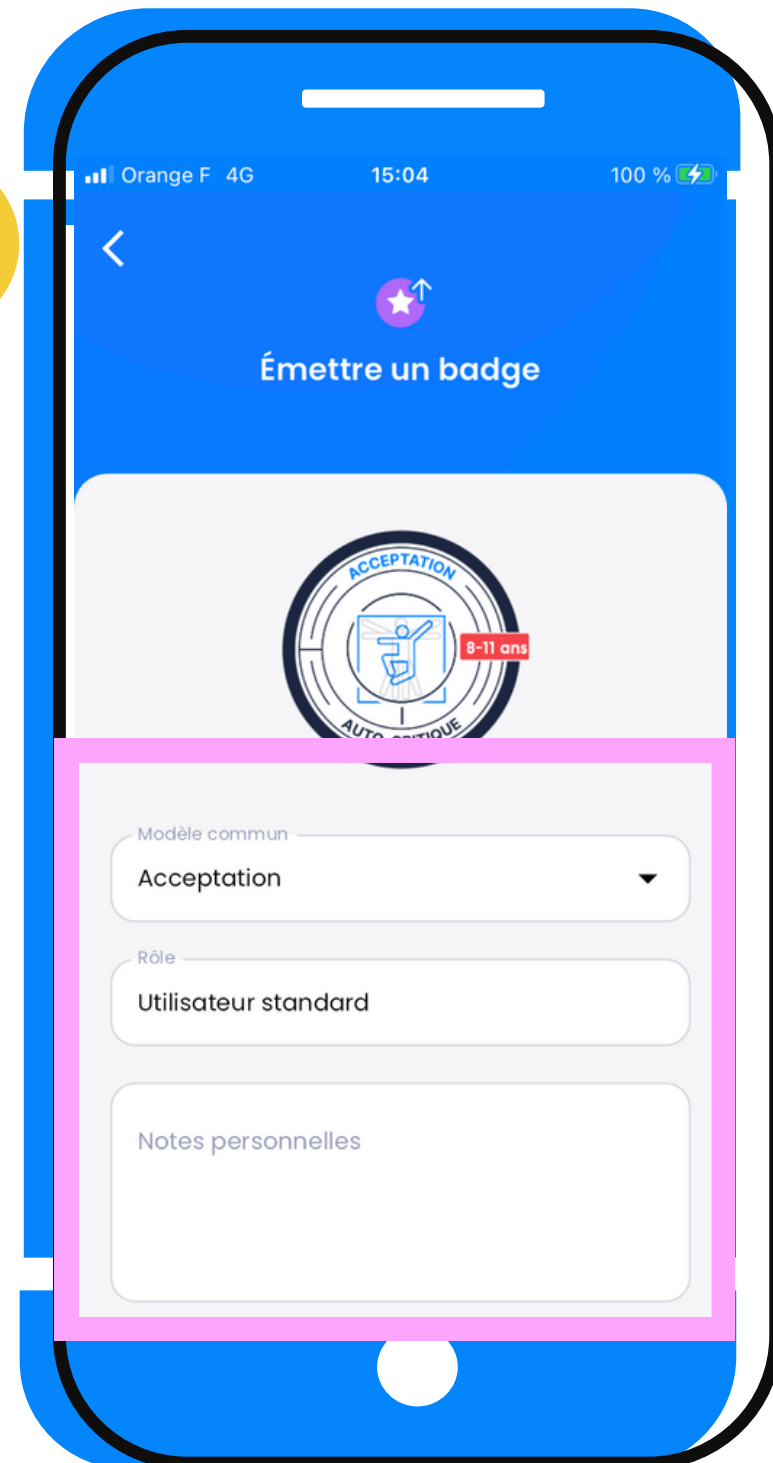 Orange F 4G 15:04 100 %
Émettre un badge
ACCEPTATION
8-11 ans
AUTO-CRITIQUE
Modèle commun
Acceptation
Rôle
Utilisateur standard
Notes personnelles